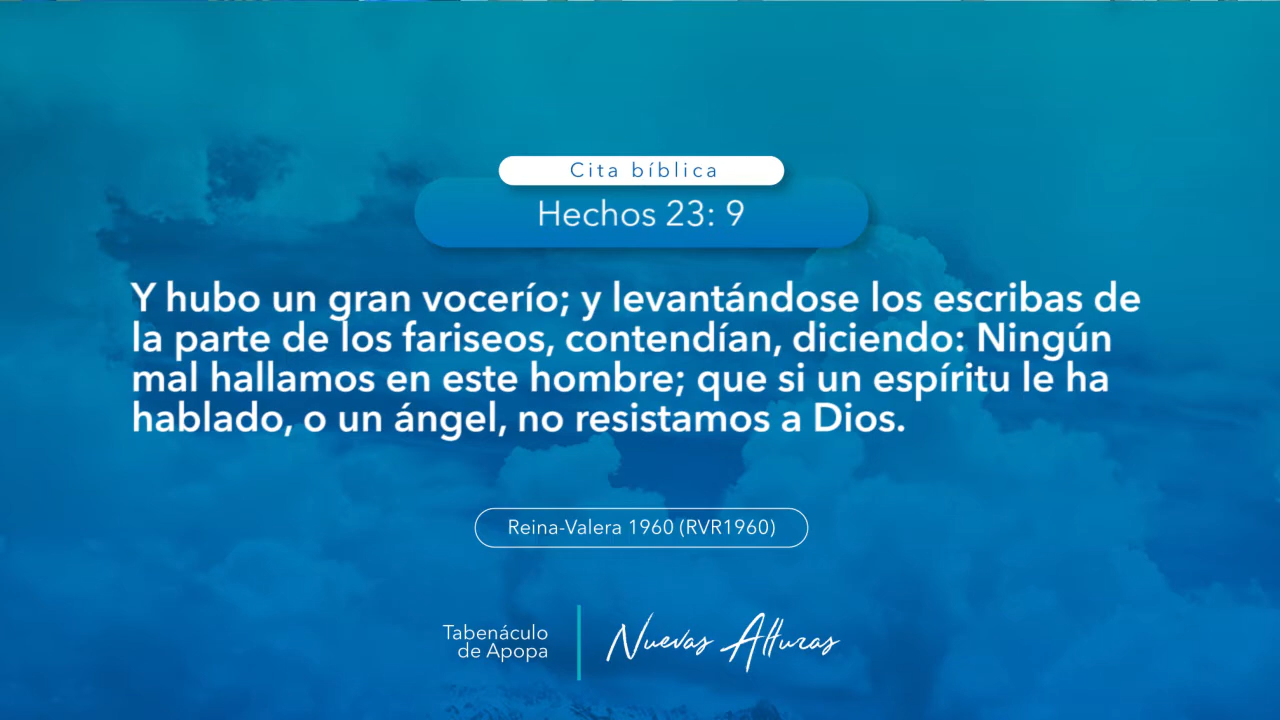 Cita bíblica
Hechos 23: 9
Y hubo un gran vocerío; y levantándose los escribas de
la parte de los fariseos, contendían, diciendo: Ningún
mal hallamos en este hombre; que si un espíritu le ha
hablado, o un ángel, no resistamos a Dios.
Reina-Valera 1960 (RVR1960)
Tabenáculo
de Apopa
Nuevas Alturas